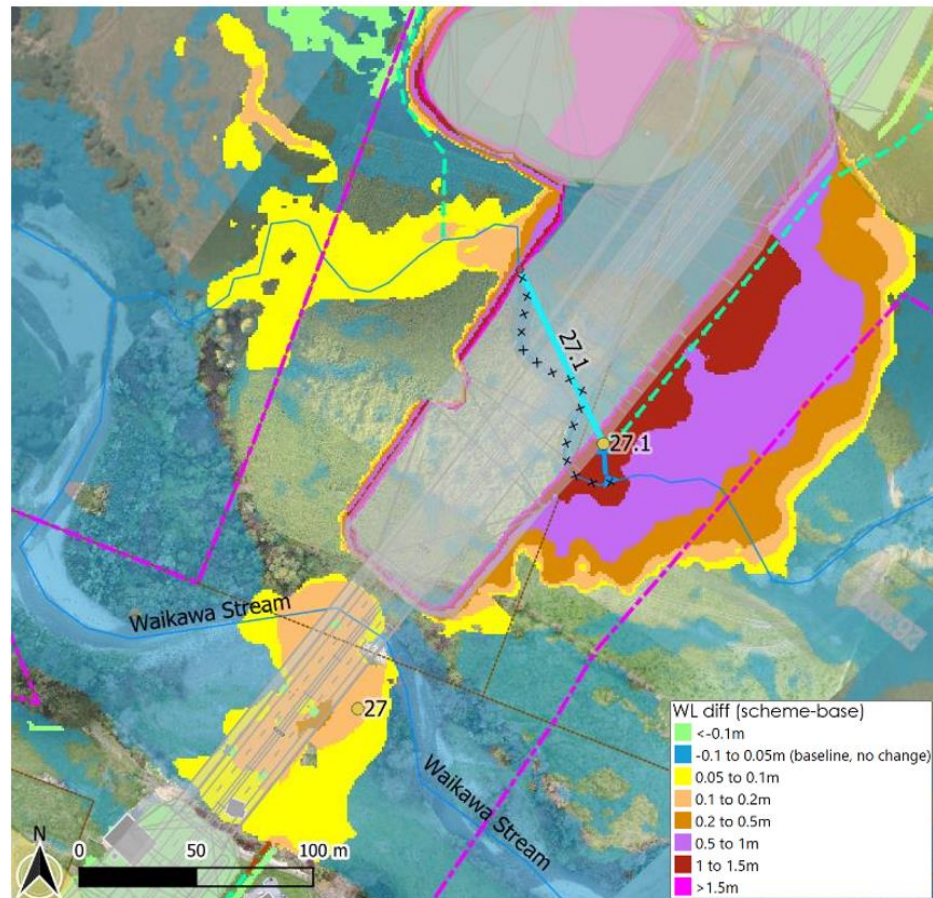 27.1
27.1
Waikawa Stream
27
Waikawa Stream
N
0 50 100 m
WL diff (scheme-base)
<-0.1m
-0.1 to 0.05m (baseline, no change)
0.05 to 0.1m
0.1 to 0.2m
0.2 to 0.5m
0.5 to 1m
1 to 1.5m
>1.5m